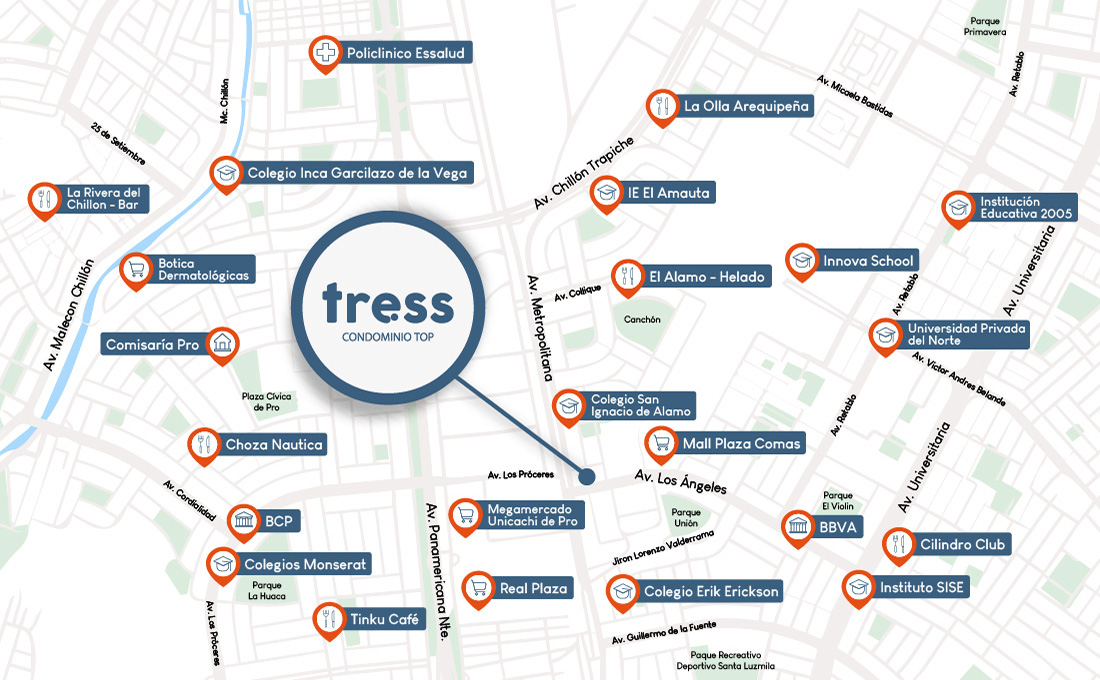 Parque
Primavera
Policlinico Essalud
Av. Retablo
Mc. Chillón
Av. Micaela Bastidas
La Olla Arequipeña
25 de Setiembre
Av. Chillón Trapiche
Colegio Inca Garcilazo de la Vega
La Rivera del
Chillon - Bar
IE El Amauta
Institución
Educativa 2005
Botica
Dermatológicas
Innova School
Av. Malecon Chillón
El Alamo - Helado
Av. Collique
Av. Retablo
Av. Universitaria
tress
CONDOMINIO TOP
Canchón
Av. Metropolitana
Comisaría Pro
Universidad Privada
del Norte
Av. Victor Andres Belande
Plaza Cívica
de Pro
Colegio San
Ignacio de Alamo
Av. Retablo
Choza Nautica
Mall Plaza Comas
Av. Los Próceres
Av. Los Ángeles
Av. Universitaria
Av. Cordialidad
Parque
El Violin
BCP
Av. Panamericana Nte.
Megamercado
Unicachi de Pro
Parque
Unión
BBVA
Jiron Lorenzo Valderrama
Cilindro Club
Colegios Monserat
Parque
La Huaca
Real Plaza
Colegio Erik Erickson
Instituto SISE
Av. Los Próceres
Tinku Café
Av. Guillermo de la Fuente
Paque Recreativo
Deportivo Santa Luzmila